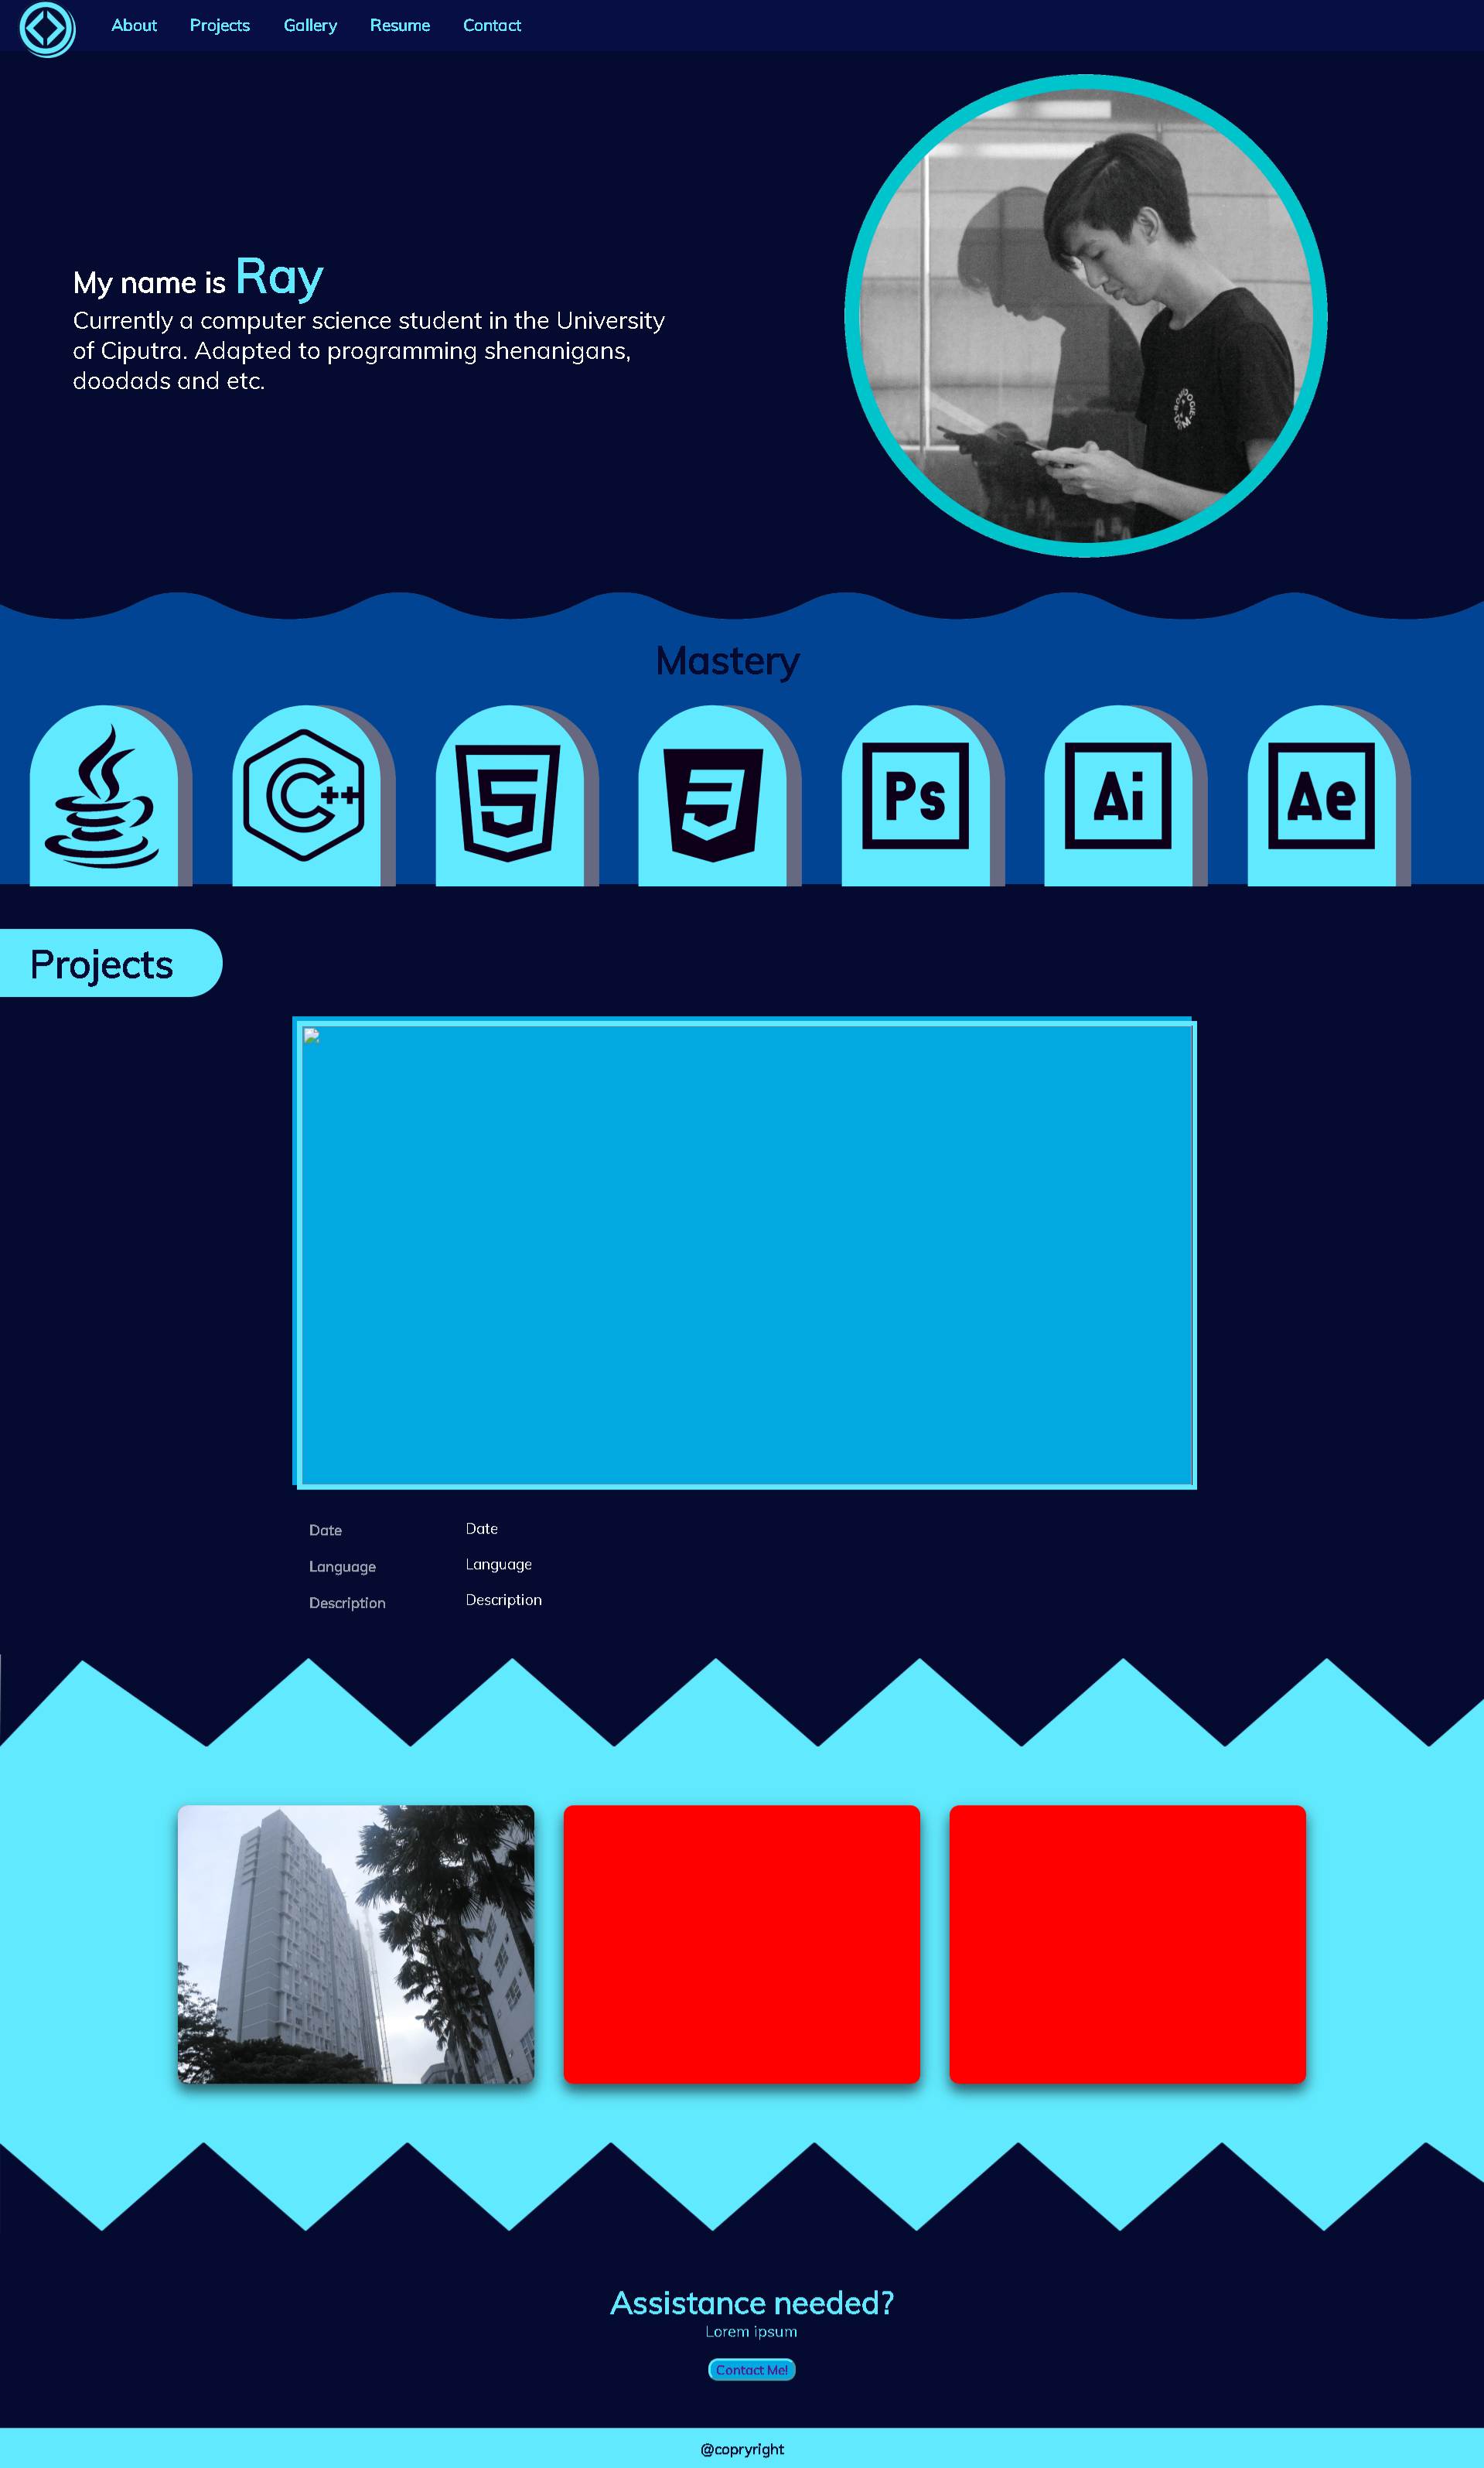 About Projects Gallery Resume Contact
My name is Ray
Currently a computer science student in the University
of Ciputra. Adapted to programming shenanigans,
doodads and etc.
Mastery
C++
5
3
Ps
Ai
Ae
Projects
Date Date
Language Language
Description Description
Assistance needed?
Lorem ipsum
Contact Me!
@copryright